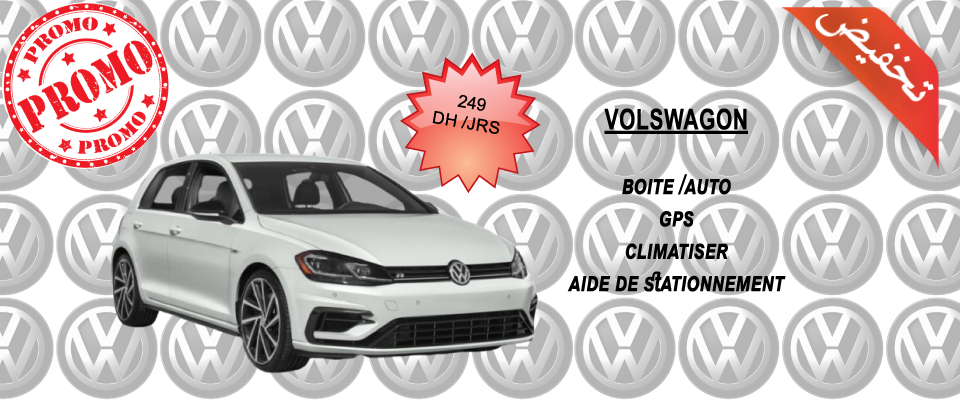 PROMO
PROMO
PROMO
تخفيض
249
DH /JRS
VOLSWAGON
BOITE /AUTO
GPS
CLIMATISER
AIDE DE STATIONNEMENT